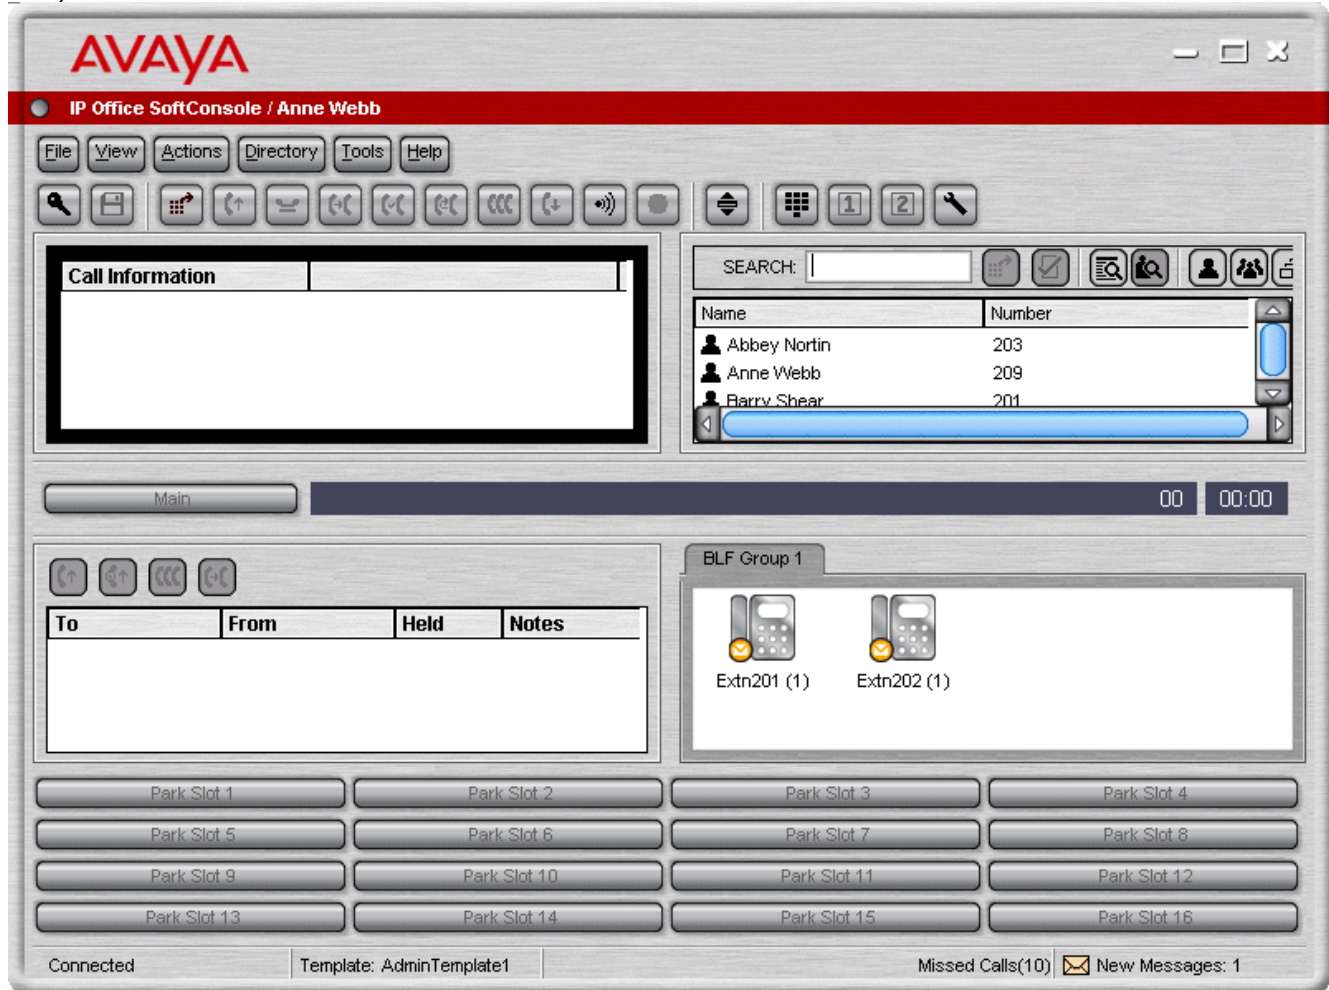 AVAYA
IP Office SoftConsole / Anne Webb
File View Actions Directory Tools Help
1 2
Call Information
SEARCH:
Name Number
Abbey Nortin 203
Anne Webb 209
Barry Shear 201
Main 00 00:00
BLF Group 1
To From Held Notes
Extn201 (1) Extn202 (1)
Park Slot 1 Park Slot 2 Park Slot 3 Park Slot 4
Park Slot 5 Park Slot 6 Park Slot 7 Park Slot 8
Park Slot 9 Park Slot 10 Park Slot 11 Park Slot 12
Park Slot 13 Park Slot 14 Park Slot 15 Park Slot 16
Connected Template: AdminTemplate1 Missed Calls(10) New Messages: 1